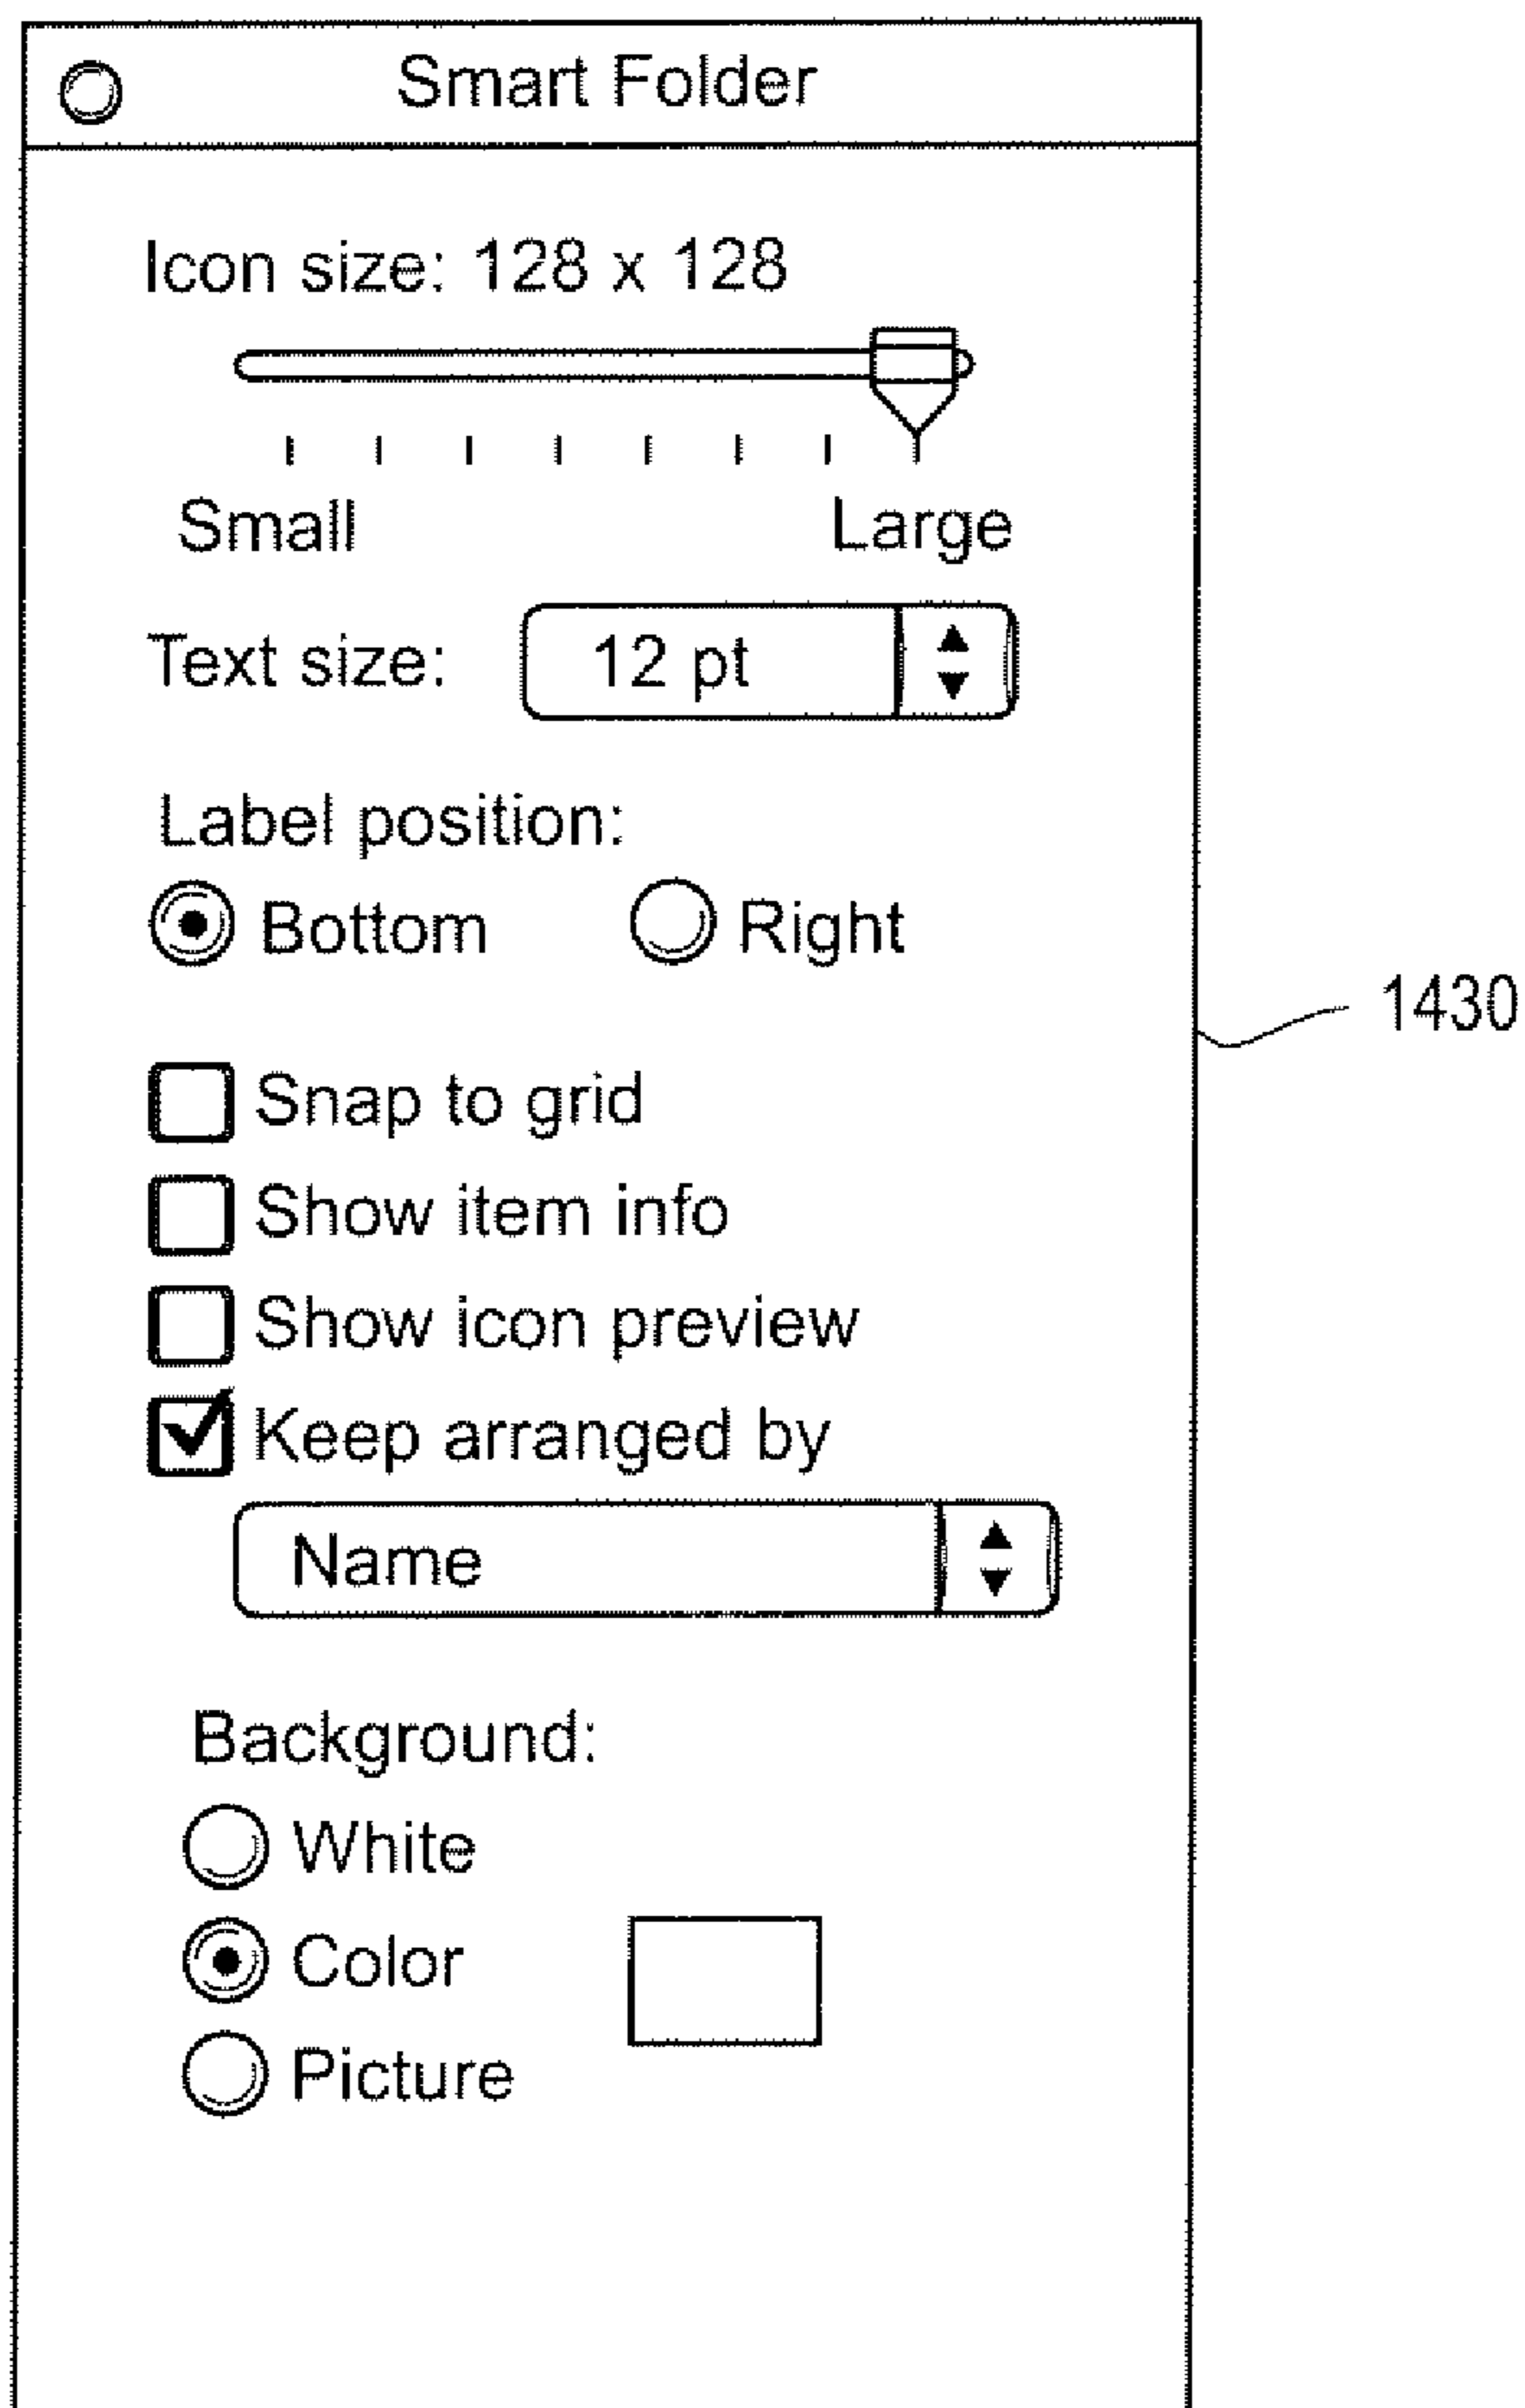 Smart Folder
Icon size: 128 x 128
Small Large
Text size: 12 pt
Label position:
Bottom Right
1430
Snap to grid
Show item info
Show icon preview
Keep arranged by
Name
Background:
White
Color
Picture